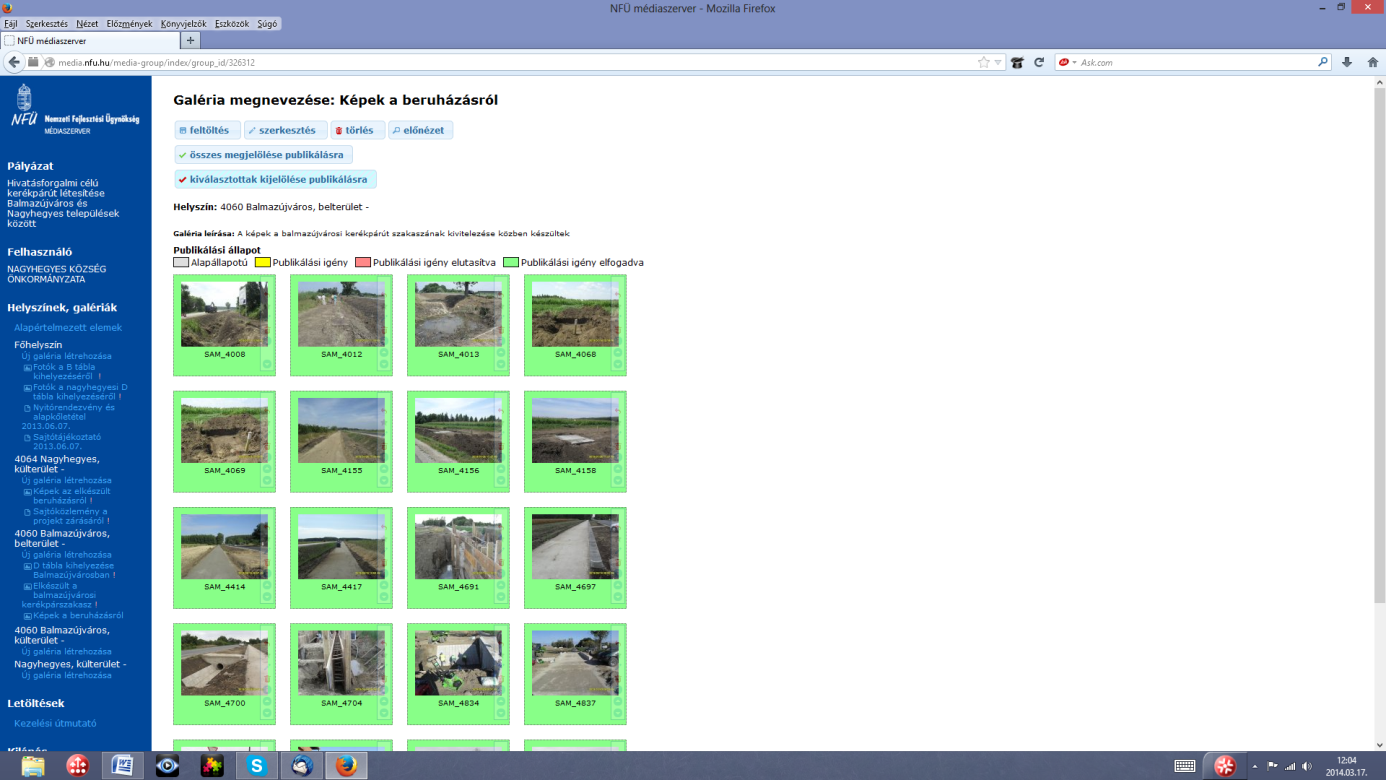 NFÜ médiaszerver - Mozilla Firefox
Fájl Szerkesztés Nézet Előzmények Könyvjelzők Eszközök Súgó
NFÜ médiaszerver
media.nfu.hu/media-group/index/group_id/326312
Ask.com
NFÜ Nemzeti Fejlesztési Ügynökség
MÉDIASZERVER
Pályázat
Hivatásforgalmi célú
kerékpárút létesítése
Balmazújváros és
Nagyhegyes települések
között
Felhasználó
NAGYHEGYES KÖZSÉG
ÖNKORMÁNYZATA
Helyszínek, galériák
Alapértelmezett elemek
Főhelyszín
Új galéria létrehozása
Fotók a B tábla
kihelyezéséről !
Fotók a nagyhegyesi D
tábla kihelyezéséről !
Nyitórendezvény és
alapkőletétel
2013.06.07.
Sajtótájékoztató
2013.06.07.
4064 Nagyhegyes,
külterület -
Új galéria létrehozása
Képek az elkészült
beruházásról !
Sajtóközlemény a
projekt zárásáról !
4060 Balmazújváros,
belterület -
Új galéria létrehozása
D tábla kihelyezése
Balmazújvárosban !
Elkészült a
balmazújvárosi
kerékpárszakasz !
Képek a beruházásról
4060 Balmazújváros,
külterület -
Új galéria létrehozása
Nagyhegyes, külterület -
Új galéria létrehozása
Letöltések
Kezelési útmutató
Galéria megnevezése: Képek a beruházásról
feltöltés szerkesztés törlés előnézet
összes megjelölése publikálásra
kiválasztottak kijelölése publikálásra
Helyszín: 4060 Balmazújváros, belterület -
Galéria leírása: A képek a balmazújvárosi kerékpárút szakaszának kivitelezése közben készültek
Publikálási állapot
Alapállapotú Publikálási igény Publikálási igény elutasítva Publikálási igény elfogadva
SAM_4008 SAM_4012 SAM_4013 SAM_4068
SAM_4069 SAM_4155 SAM_4156 SAM_4158
SAM_4414 SAM_4417 SAM_4691 SAM_4697
SAM_4700 SAM_4704 SAM_4834 SAM_4837
12:04
2014.03.17.